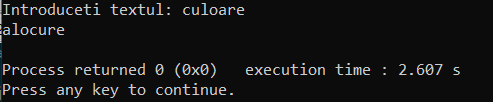 Introduceti textul: culoare
alocure
Process returned 0 (0x0)   execution time : 2.607 s
Press any key to continue.